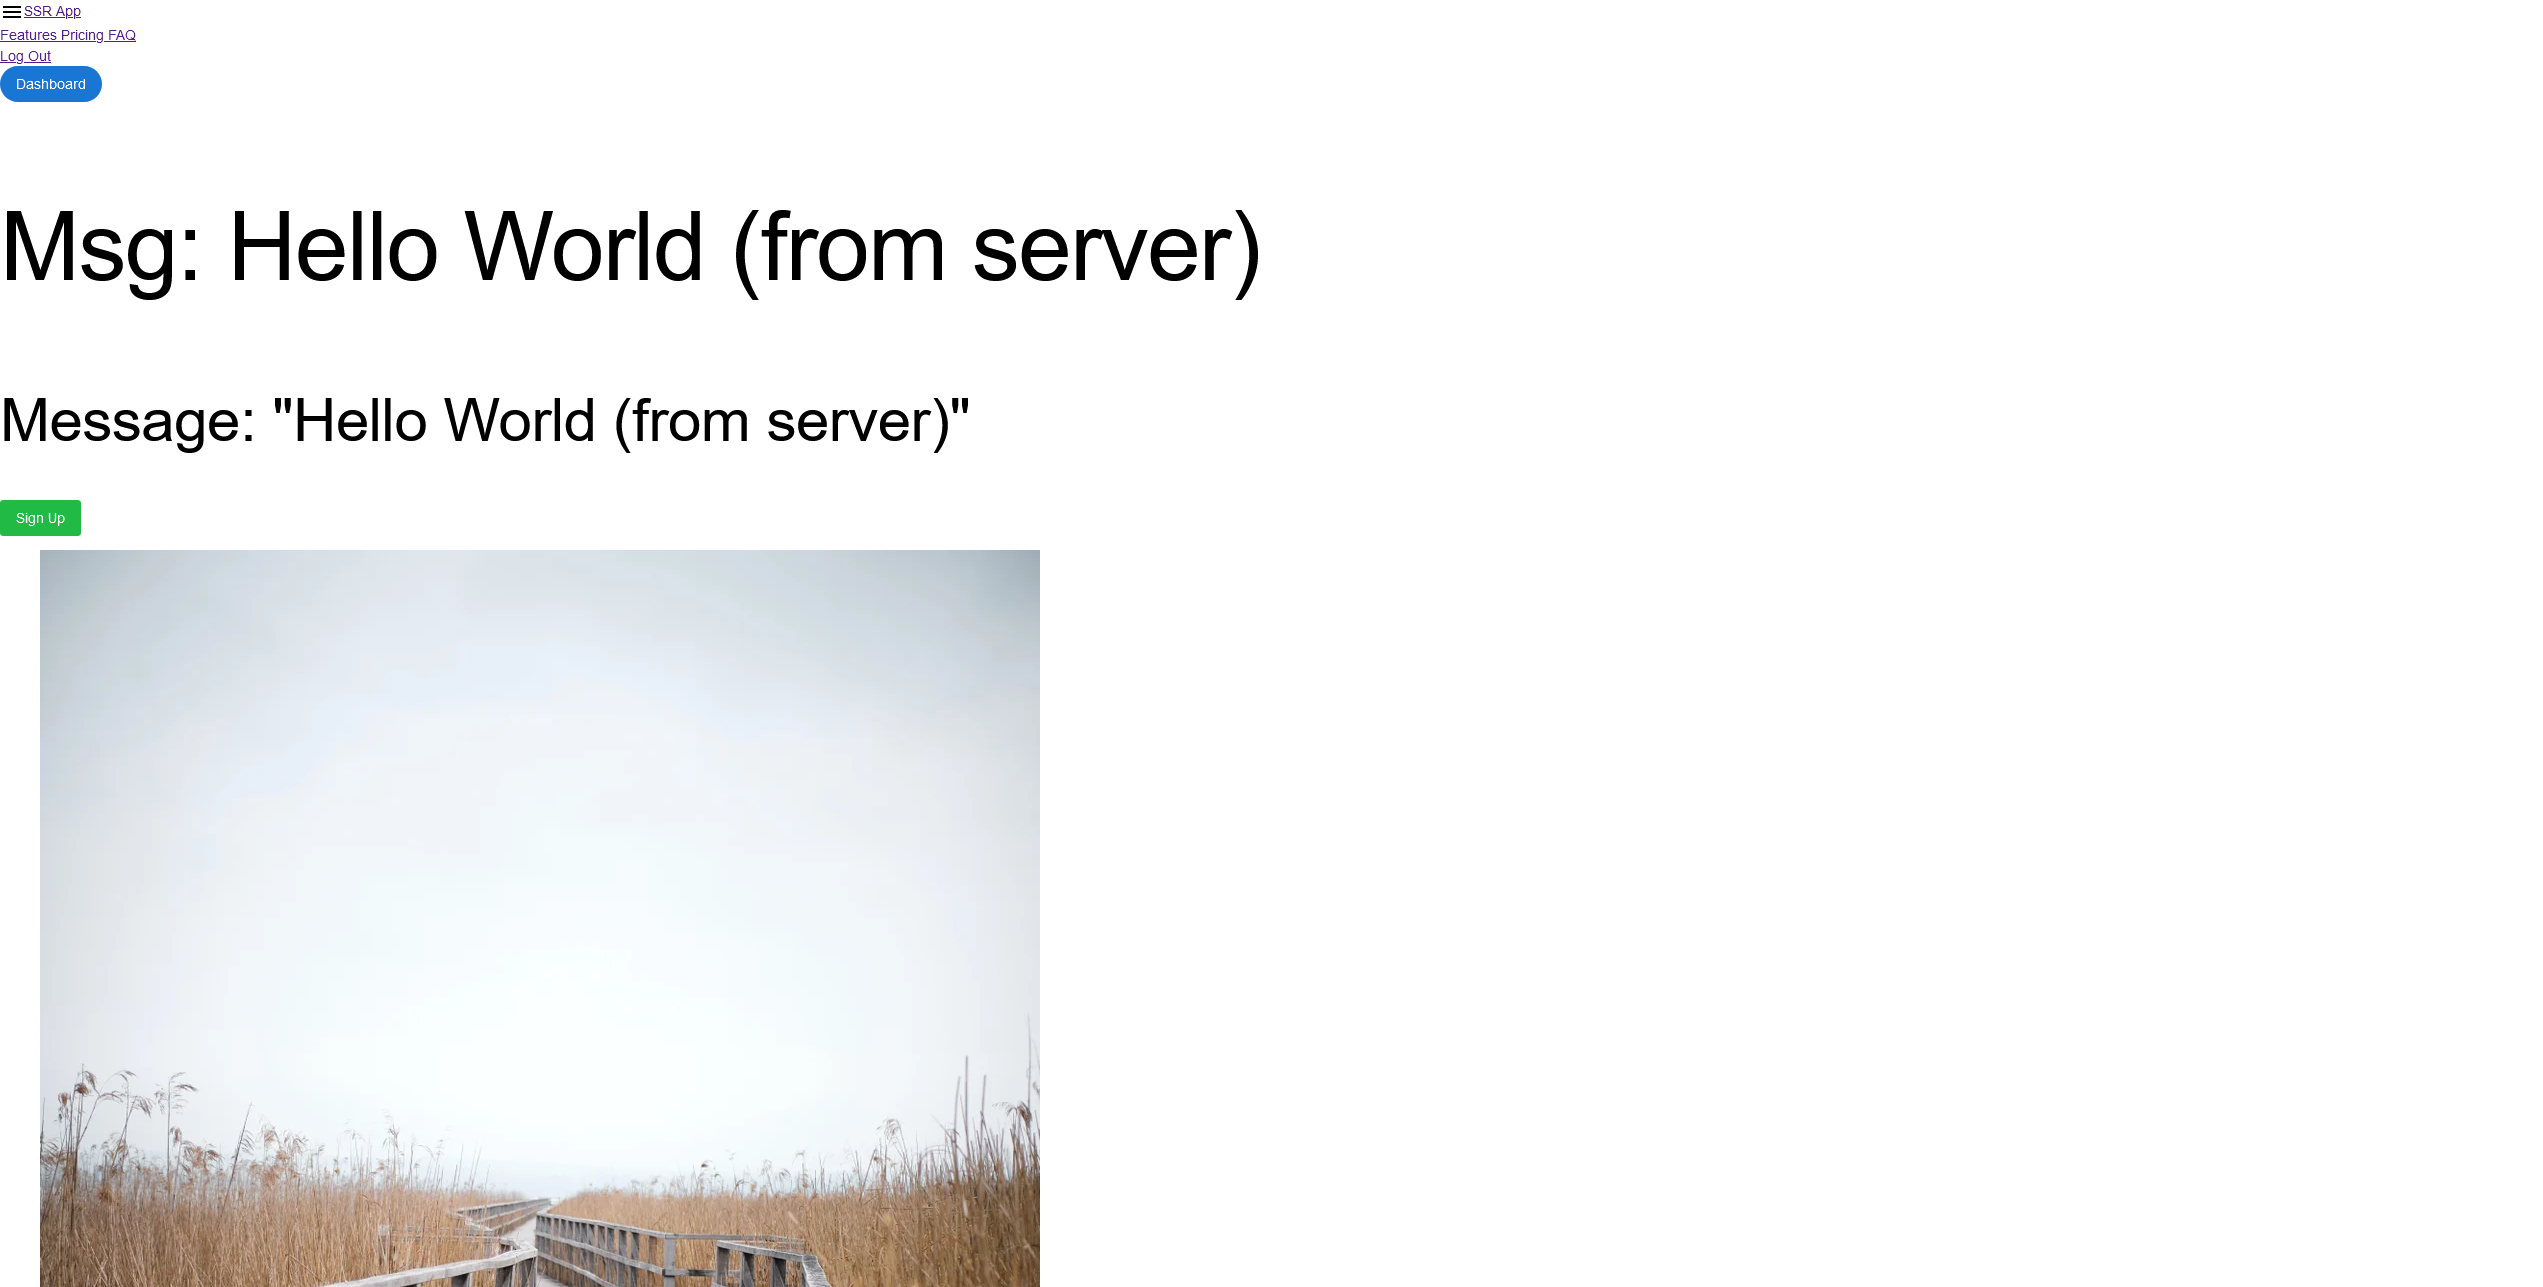 SSR App
Features Pricing FAQ
Log Out
Dashboard
Msg: Hello World (from server)
Message: "Hello World (from server)"
Sign Up